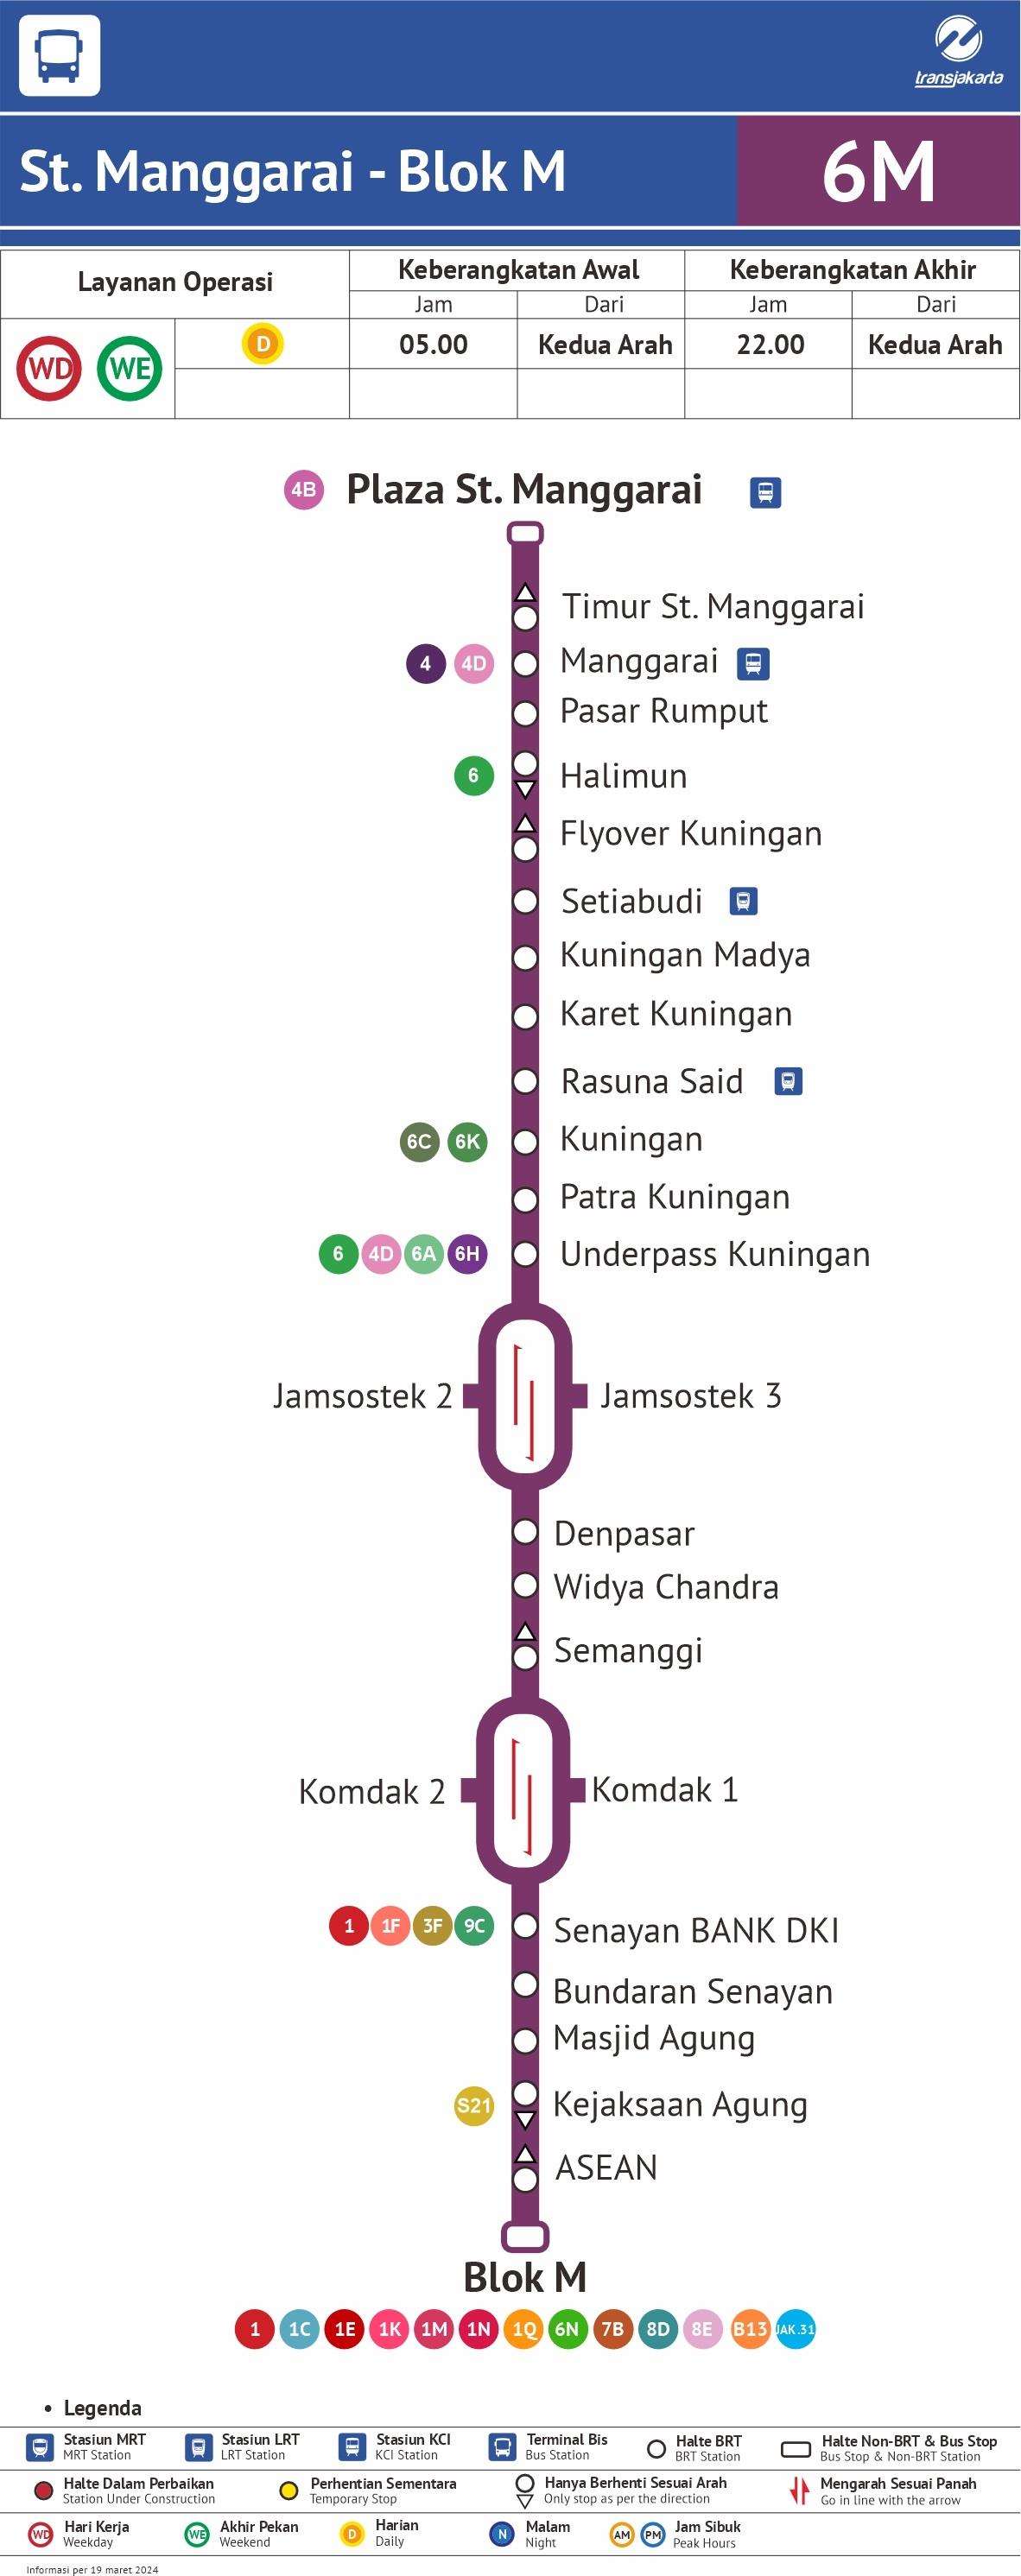 transjakarta
St. Manggarai - Blok M
6M
Layanan Operasi
Keberangkatan Awal
Keberangkatan Akhir
Jam
Dari
Jam
Dari
WD
WE
D
05.00
Kedua Arah
22.00
Kedua Arah
4B
Plaza St. Manggarai
Timur St. Manggarai
4
4D
Manggarai
Pasar Rumput
6
Halimun
Flyover Kuningan
Setiabudi
Kuningan Madya
Karet Kuningan
Rasuna Said
6C
6K
Kuningan
Patra Kuningan
6
4D
6A
6H
Underpass Kuningan
Jamsostek 2
Jamsostek 3
Denpasar
Widya Chandra
Semanggi
Komdak 2
Komdak 1
1
1F
3F
9C
Senayan BANK DKI
Bundaran Senayan
Masjid Agung
S21
Kejaksaan Agung
ASEAN
Blok M
1
1C
1E
1K
1M
1N
1Q
6N
7B
8D
8E
B13
JAK.31
• Legenda
Stasiun MRT
MRT Station
Stasiun LRT
LRT Station
Stasiun KCI
KCI Station
Terminal Bis
Bus Station
Halte BRT
BRT Station
Halte Non-BRT & Bus Stop
Bus Stop & Non-BRT Station
Halte Dalam Perbaikan
Station Under Construction
Perhentian Sementara
Temporary Stop
Hanya Berhenti Sesuai Arah
Only stop as per the direction
Mengarah Sesuai Panah
Go in line with the arrow
WD
Hari Kerja
Weekday
WE
Akhir Pekan
Weekend
D
Harian
Daily
N
Malam
Night
AM
PM
Jam Sibuk
Peak Hours
Informasi per 19 maret 2024